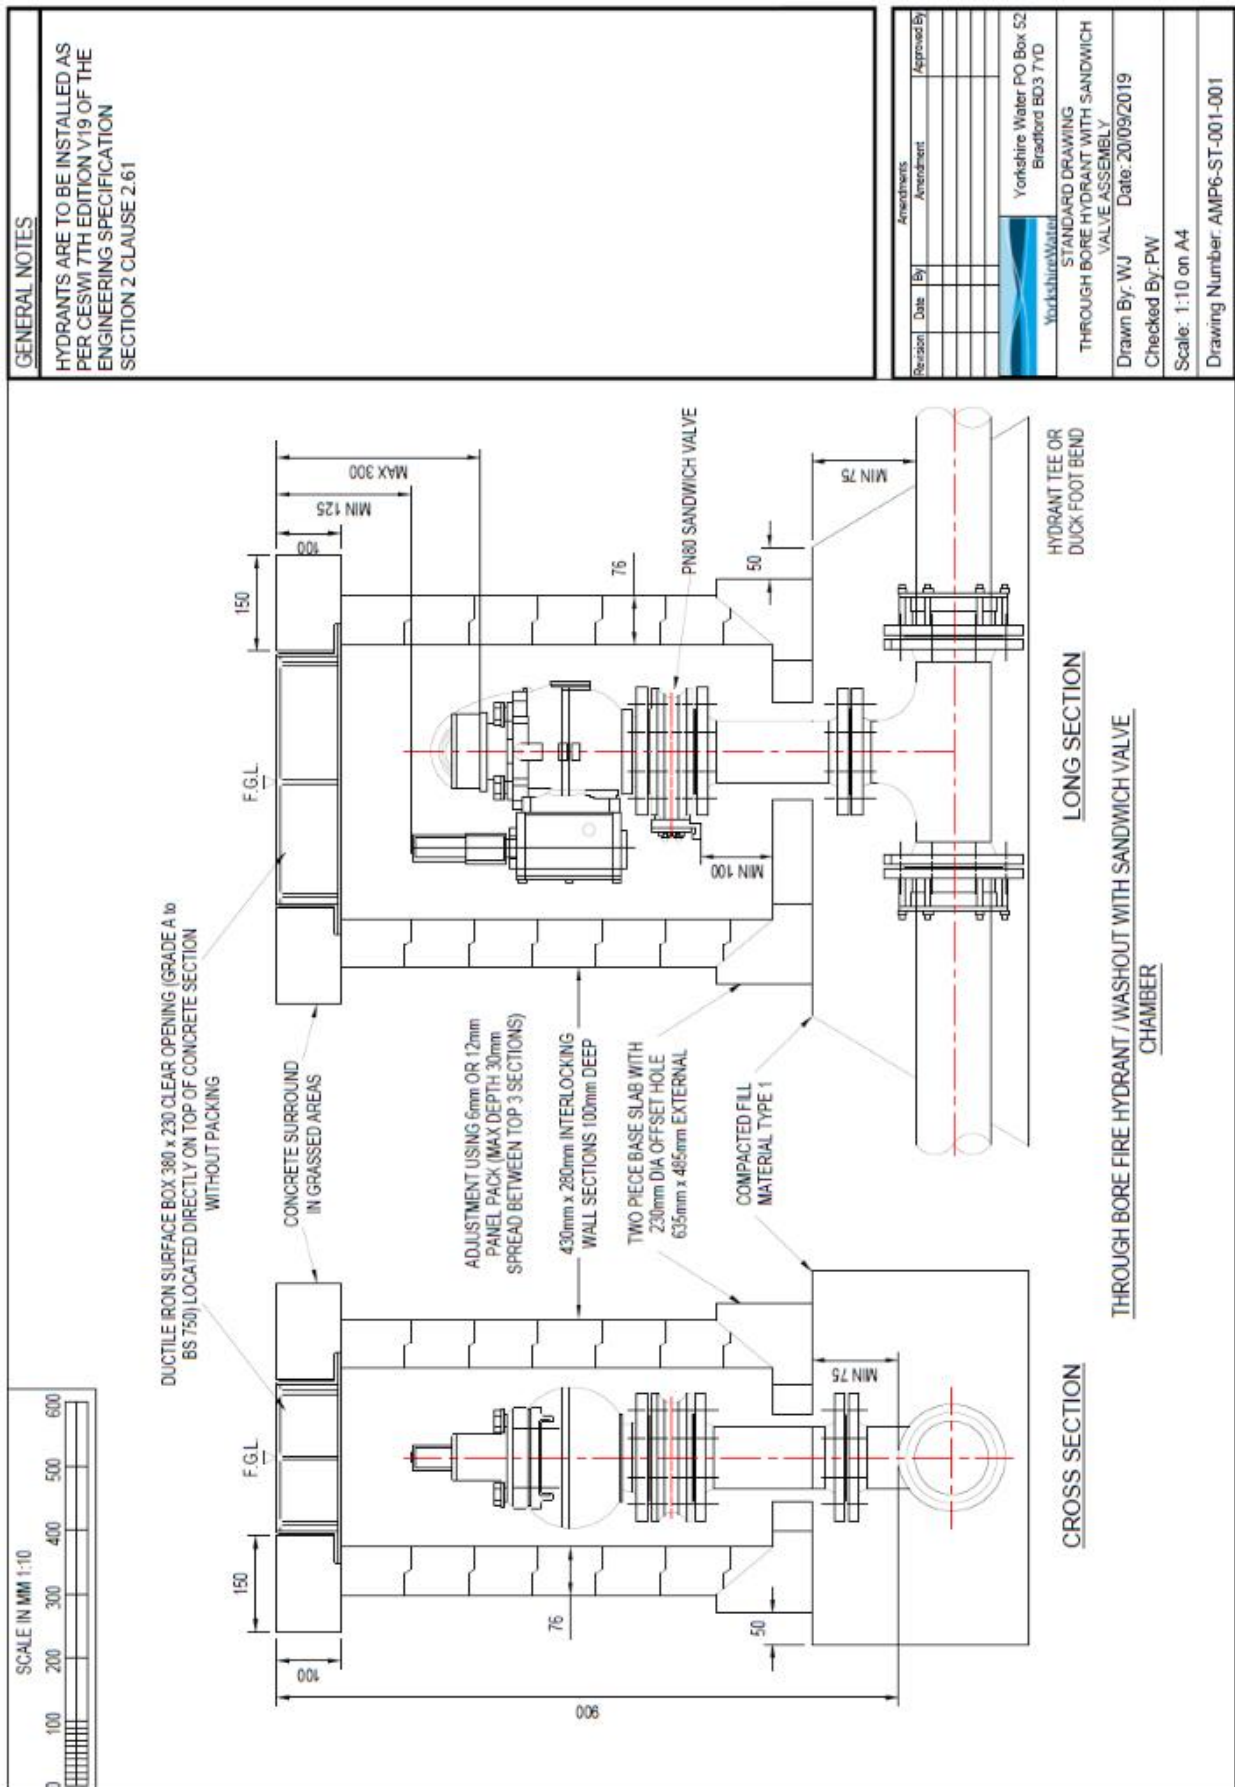 SCALE IN MM 1:10
0 100 200 300 400 500 600
GENERAL NOTES
HYDRANTS ARE TO BE INSTALLED AS
PER CESWI 7TH EDITION V19 OF THE
ENGINEERING SPECIFICATION
SECTION 2 CLAUSE 2.61
DUCTILE IRON SURFACE BOX 380 x 230 CLEAR OPENING (GRADE A to
BS 750) LOCATED DIRECTLY ON TOP OF CONCRETE SECTION
WITHOUT PACKING
CONCRETE SURROUND
IN GRASSED AREAS
ADJUSTMENT USING 6mm OR 12mm
PANEL PACK (MAX DEPTH 30mm
SPREAD BETWEEN TOP 3 SECTIONS)
430mm x 280mm INTERLOCKING
WALL SECTIONS 100mm DEEP
TWO PIECE BASE SLAB WITH
230mm DIA OFFSET HOLE
635mm x 485mm EXTERNAL
COMPACTED FILL
MATERIAL TYPE 1
150
F.G.L
100
900
76
50
MIN 75
CROSS SECTION
F.G.L
150
100
MIN 125
MAX 300
76
PN80 SANDWICH VALVE
MIN 100
50
MIN 75
HYDRANT TEE OR
DUCK FOOT BEND
LONG SECTION
THROUGH BORE FIRE HYDRANT / WASHOUT WITH SANDWICH VALVE
CHAMBER
Amendments
Revision Date By Amendment Approved By
YorkshireWater
Yorkshire Water PO Box 52
Bradford BD3 7YD
STANDARD DRAWING
THROUGH BORE HYDRANT WITH SANDWICH
VALVE ASSEMBLY
Drawn By: WJ Date: 20/09/2019
Checked By: PW
Scale: 1:10 on A4
Drawing Number: AMP6-ST-001-001